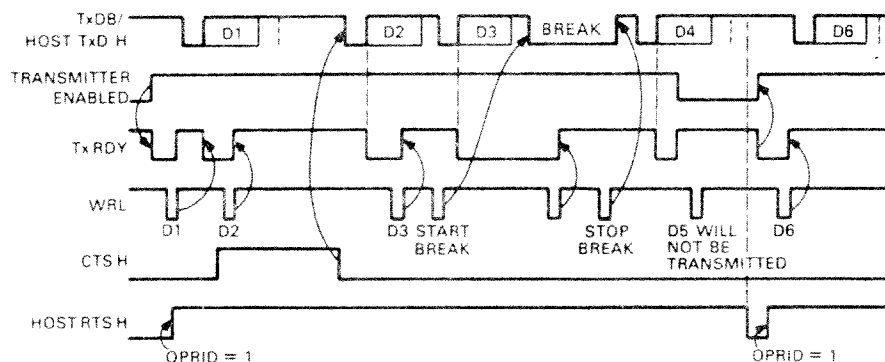 TxDB/
HOST TxD H
D1
D2
D3
BREAK
D4
D6
TRANSMITTER
ENABLED
TxRDY
WRL
D1
D2
D3 START
BREAK
STOP
BREAK
D5 WILL
NOT BE
TRANSMITTED
D6
CTS H
HOST RTS H
OPRID = 1
OPRID = 1